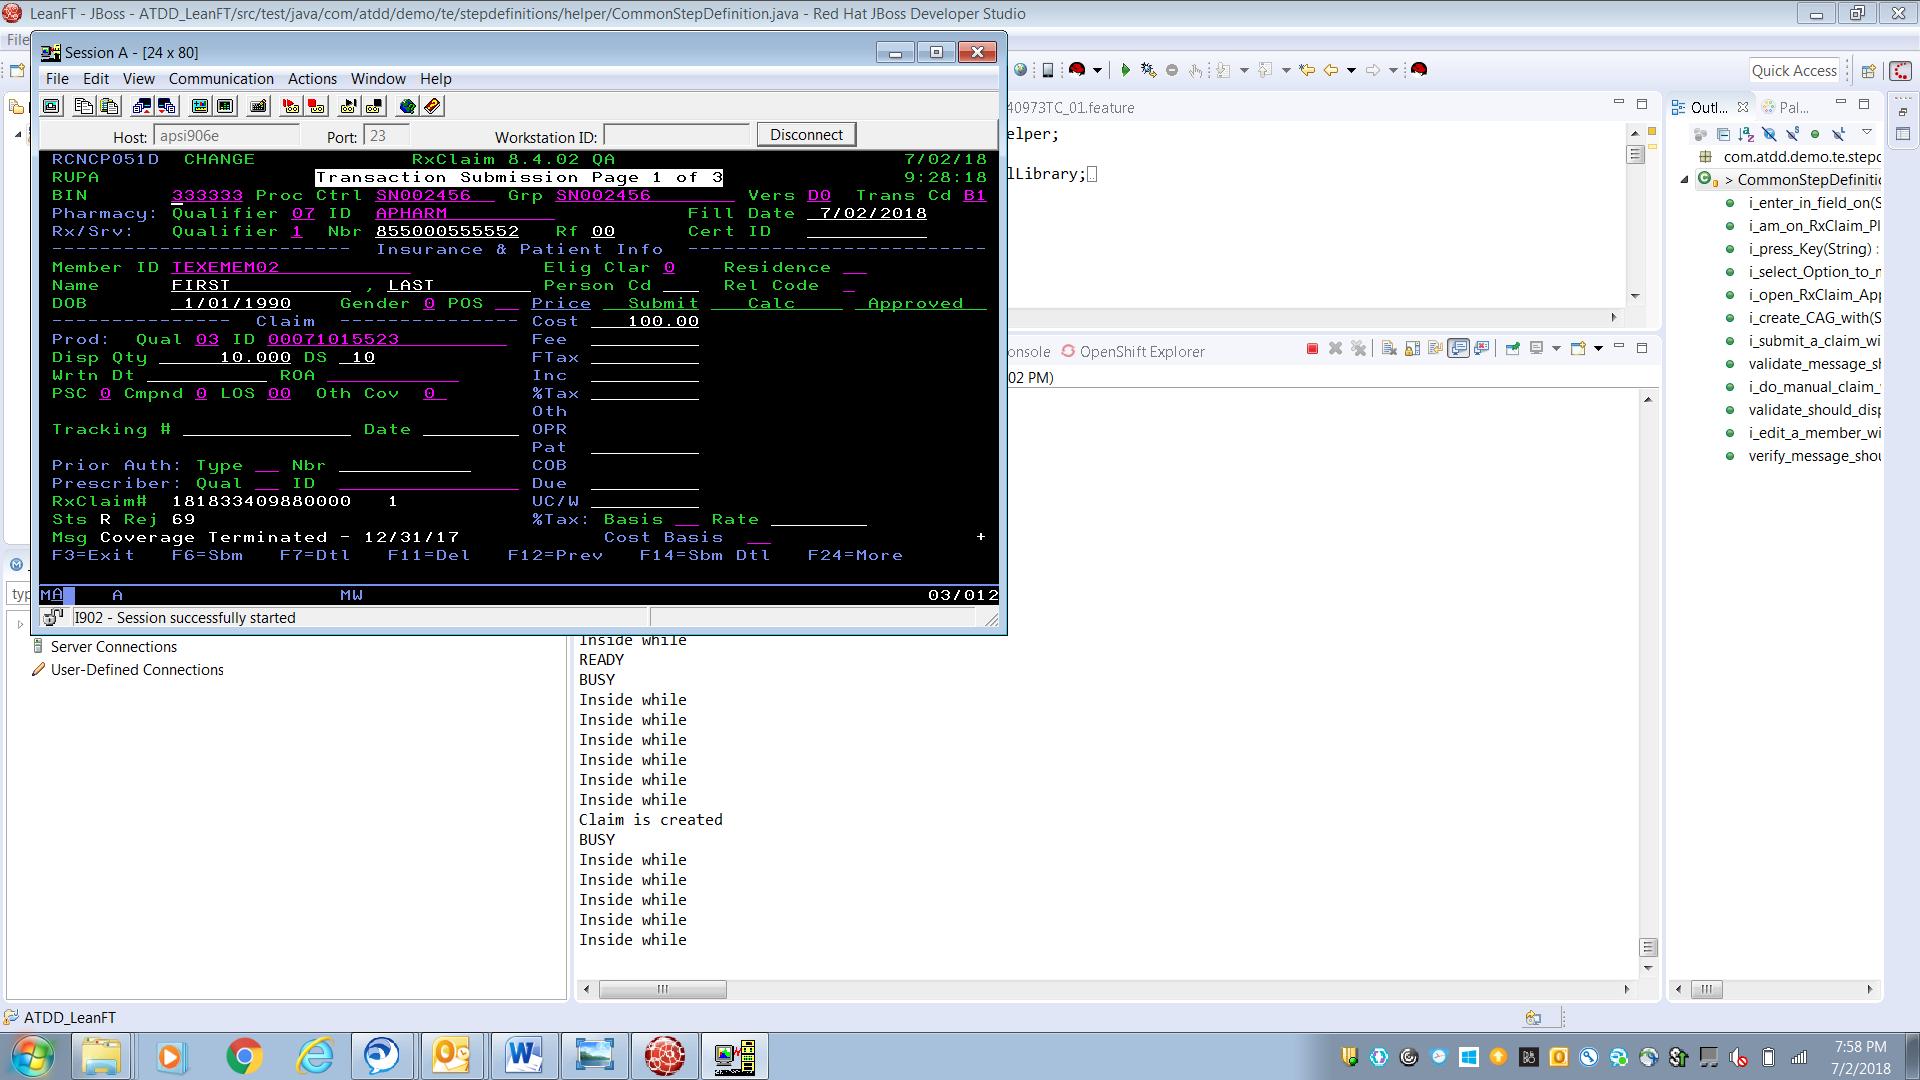 LeanFT - JBoss - ATDD_LeanFT/src/test/java/com/atdd/demo/te/stepdefinitions/helper/CommonStepDefinition.java - Red Hat JBoss Developer Studio
File
Session A - [24 x 80]
File Edit View Communication Actions Window Help
Host: apsi906e Port: 23 Workstation ID: Disconnect
RCNCP051D CHANGE RxClaim 8.4.02 QA 7/02/18
RUPA Transaction Submission Page 1 of 3 9:28:18
BIN 333333 Proc Ctrl SN002456 Grp SN002456 Vers D0 Trans Cd B1
Pharmacy: Qualifier 07 ID APHARM Fill Date 7/02/2018
Rx/Srv: Qualifier 1 Nbr 855000555552 Rf 00 Cert ID
Insurance & Patient Info
Member ID TEXEMEM02 Elig Clar 0 Residence
Name FIRST , LAST Person Cd Rel Code
DOB 1/01/1990 Gender 0 POS Price Submit Calc Approved
Claim Cost 100.00
Prod: Qual 03 ID 00071015523 Fee
Disp Qty 10.000 DS 10 FTax
Wrtn Dt ROA Inc
PSC 0 Cmpnd 0 LOS 00 Oth Cov 0 %Tax
Oth
Tracking # Date OPR
Pat
Prior Auth: Type Nbr COB
Prescriber: Qual ID Due
RxClaim# 181833409880000 1 UC/W
Sts R Rej 69 %Tax: Basis Rate
Msg Coverage Terminated - 12/31/17 Cost Basis +
F3=Exit F6=Sbm F7=Dtl F11=Del F12=Prev F14=Sbm Dtl F24=More
MA A MW 03/012
I902 - Session successfully started
Quick Access
40973TC_01.feature
elper;
lLibrary;
onsole OpenShift Explorer
02 PM)
Outl... Pal...
com.atdd.demo.te.stepc
> CommonStepDefinitic
i_enter_in_field_on(S
i_am_on_RxClaim_Pl
i_press_Key(String) :
i_select_Option_to_n
i_open_RxClaim_App
i_create_CAG_with(S
i_submit_a_claim_wi
validate_message_sh
i_do_manual_claim_
validate_should_disp
i_edit_a_member_wi
verify_message_shou
typ
Server Connections
User-Defined Connections
Inside while
READY
BUSY
Inside while
Inside while
Inside while
Inside while
Inside while
Inside while
Claim is created
BUSY
Inside while
Inside while
Inside while
Inside while
Inside while
ATDD_LeanFT
7:58 PM
7/2/2018